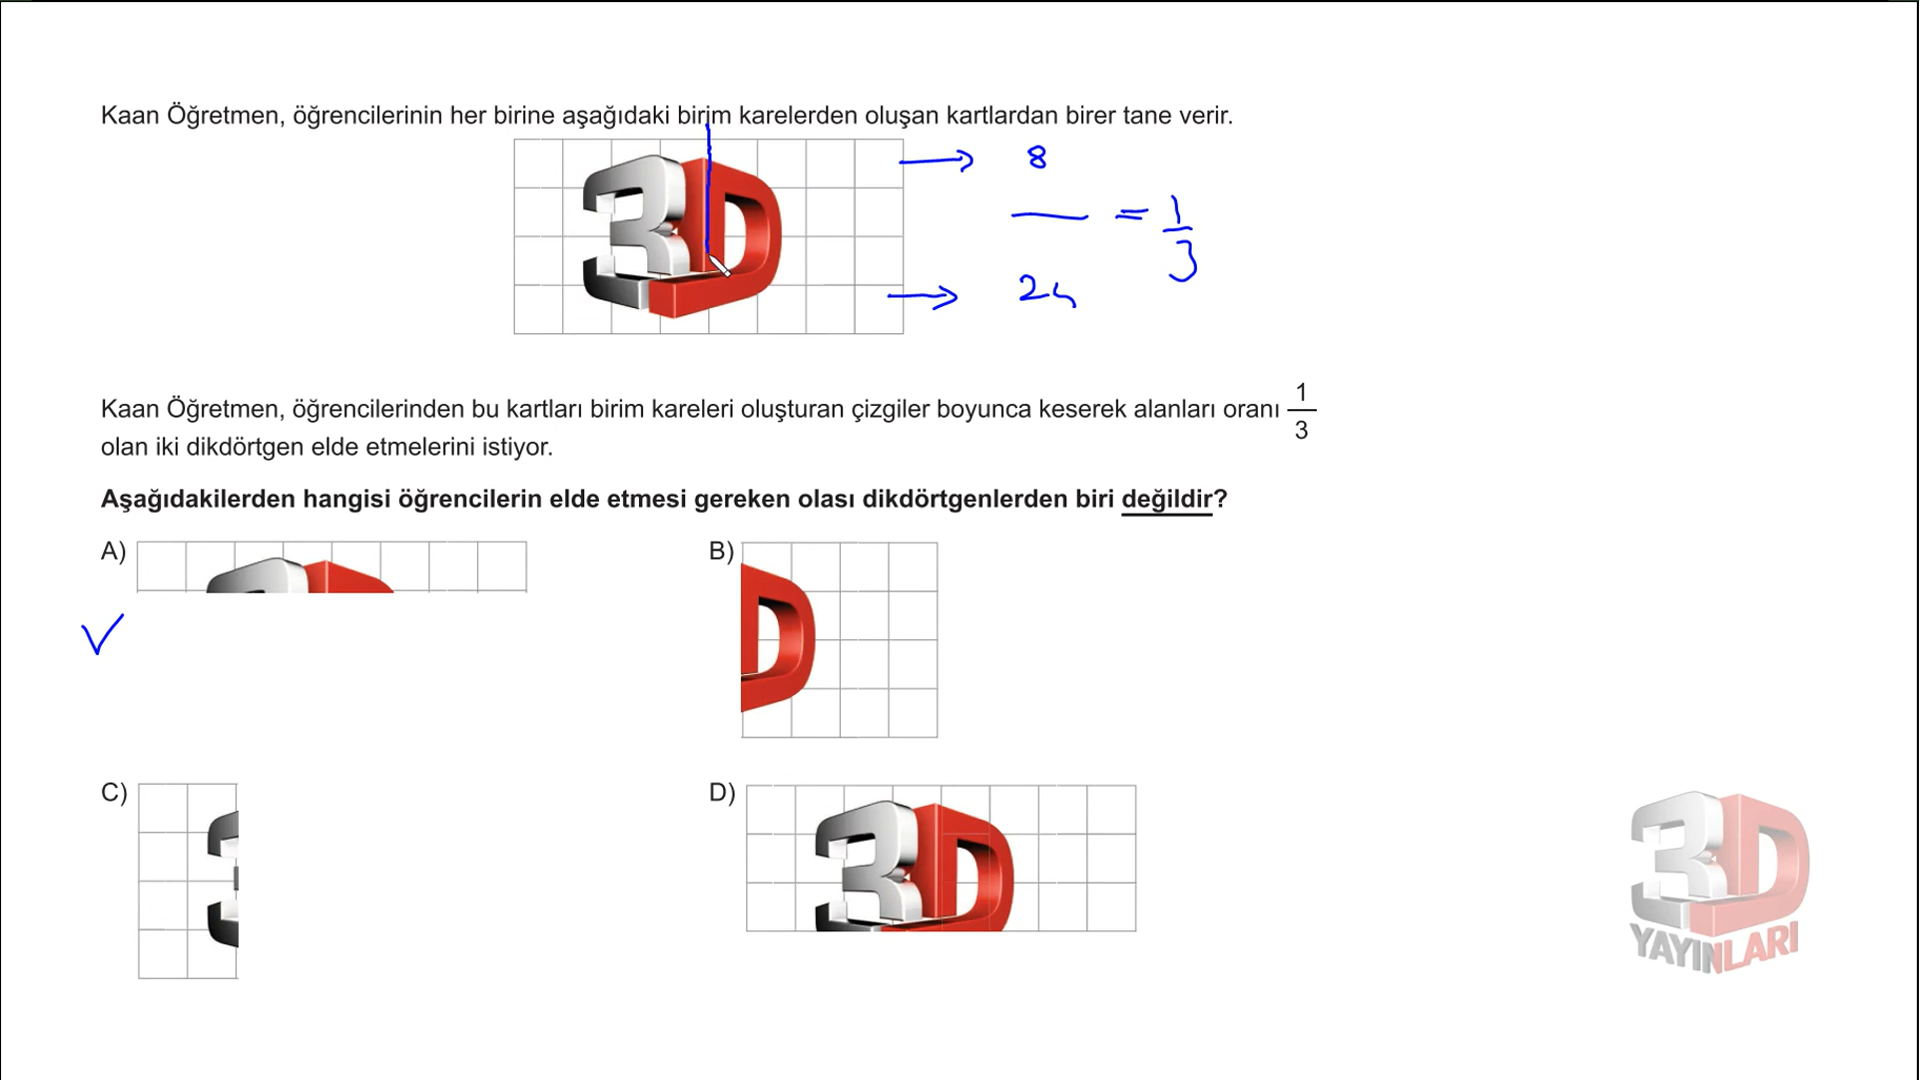 Kaan Öğretmen, öğrencilerinin her birine aşağıdaki birim karelerden oluşan kartlardan birer tane verir.
3D
8
24
= 1/3
Kaan Öğretmen, öğrencilerinden bu kartları birim kareleri oluşturan çizgiler boyunca keserek alanları oranı 1/3
olan iki dikdörtgen elde etmelerini istiyor.
Aşağıdakilerden hangisi öğrencilerin elde etmesi gereken olası dikdörtgenlerden biri değildir?
A)
B)
D
C)
D)
3D
3D
YAYINLARI